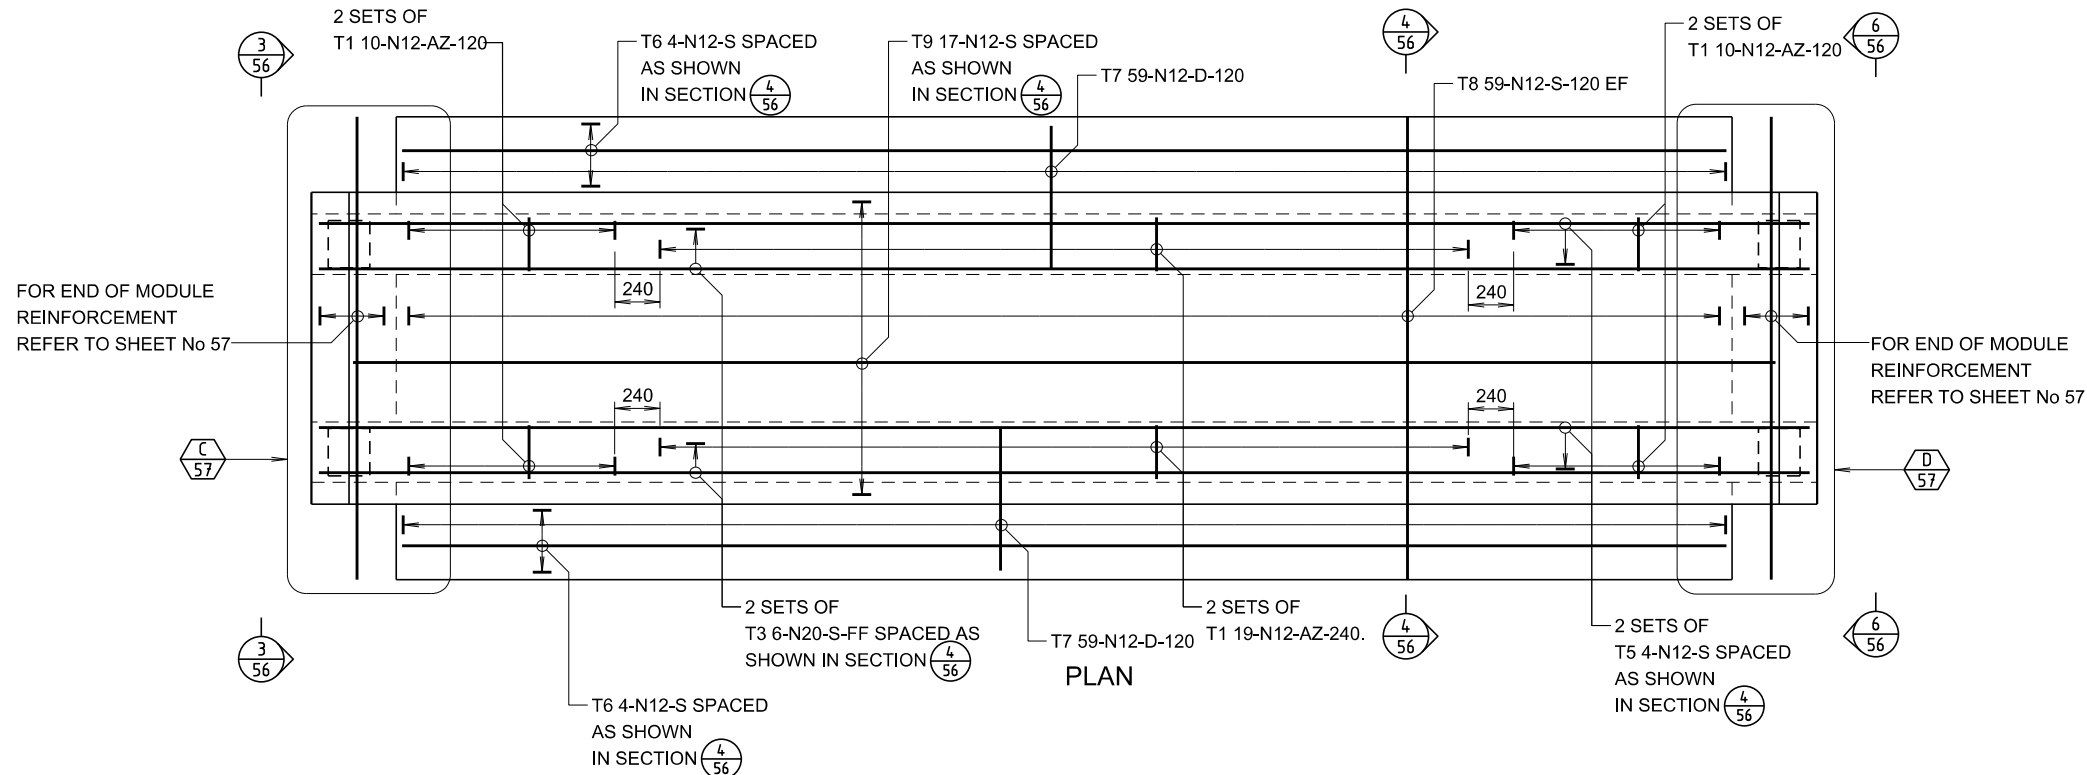 2 SETS OF
T1 10-N12-AZ-120
3
56
T6 4-N12-S SPACED
AS SHOWN
IN SECTION 4
56
T9 17-N12-S SPACED
AS SHOWN
IN SECTION 4
56
T7 59-N12-D-120
4
56
T8 59-N12-S-120 EF
2 SETS OF
T1 10-N12-AZ-120
6
56
240
240
FOR END OF MODULE
REINFORCEMENT
REFER TO SHEET No 57
FOR END OF MODULE
REINFORCEMENT
REFER TO SHEET No 57
240
240
C
57
D
57
3
56
2 SETS OF
T3 6-N20-S-FF SPACED AS
SHOWN IN SECTION 4
56
T7 59-N12-D-120
2 SETS OF
T1 19-N12-AZ-240.
4
56
2 SETS OF
T5 4-N12-S SPACED
AS SHOWN
IN SECTION 4
56
6
56
PLAN
T6 4-N12-S SPACED
AS SHOWN
IN SECTION 4
56